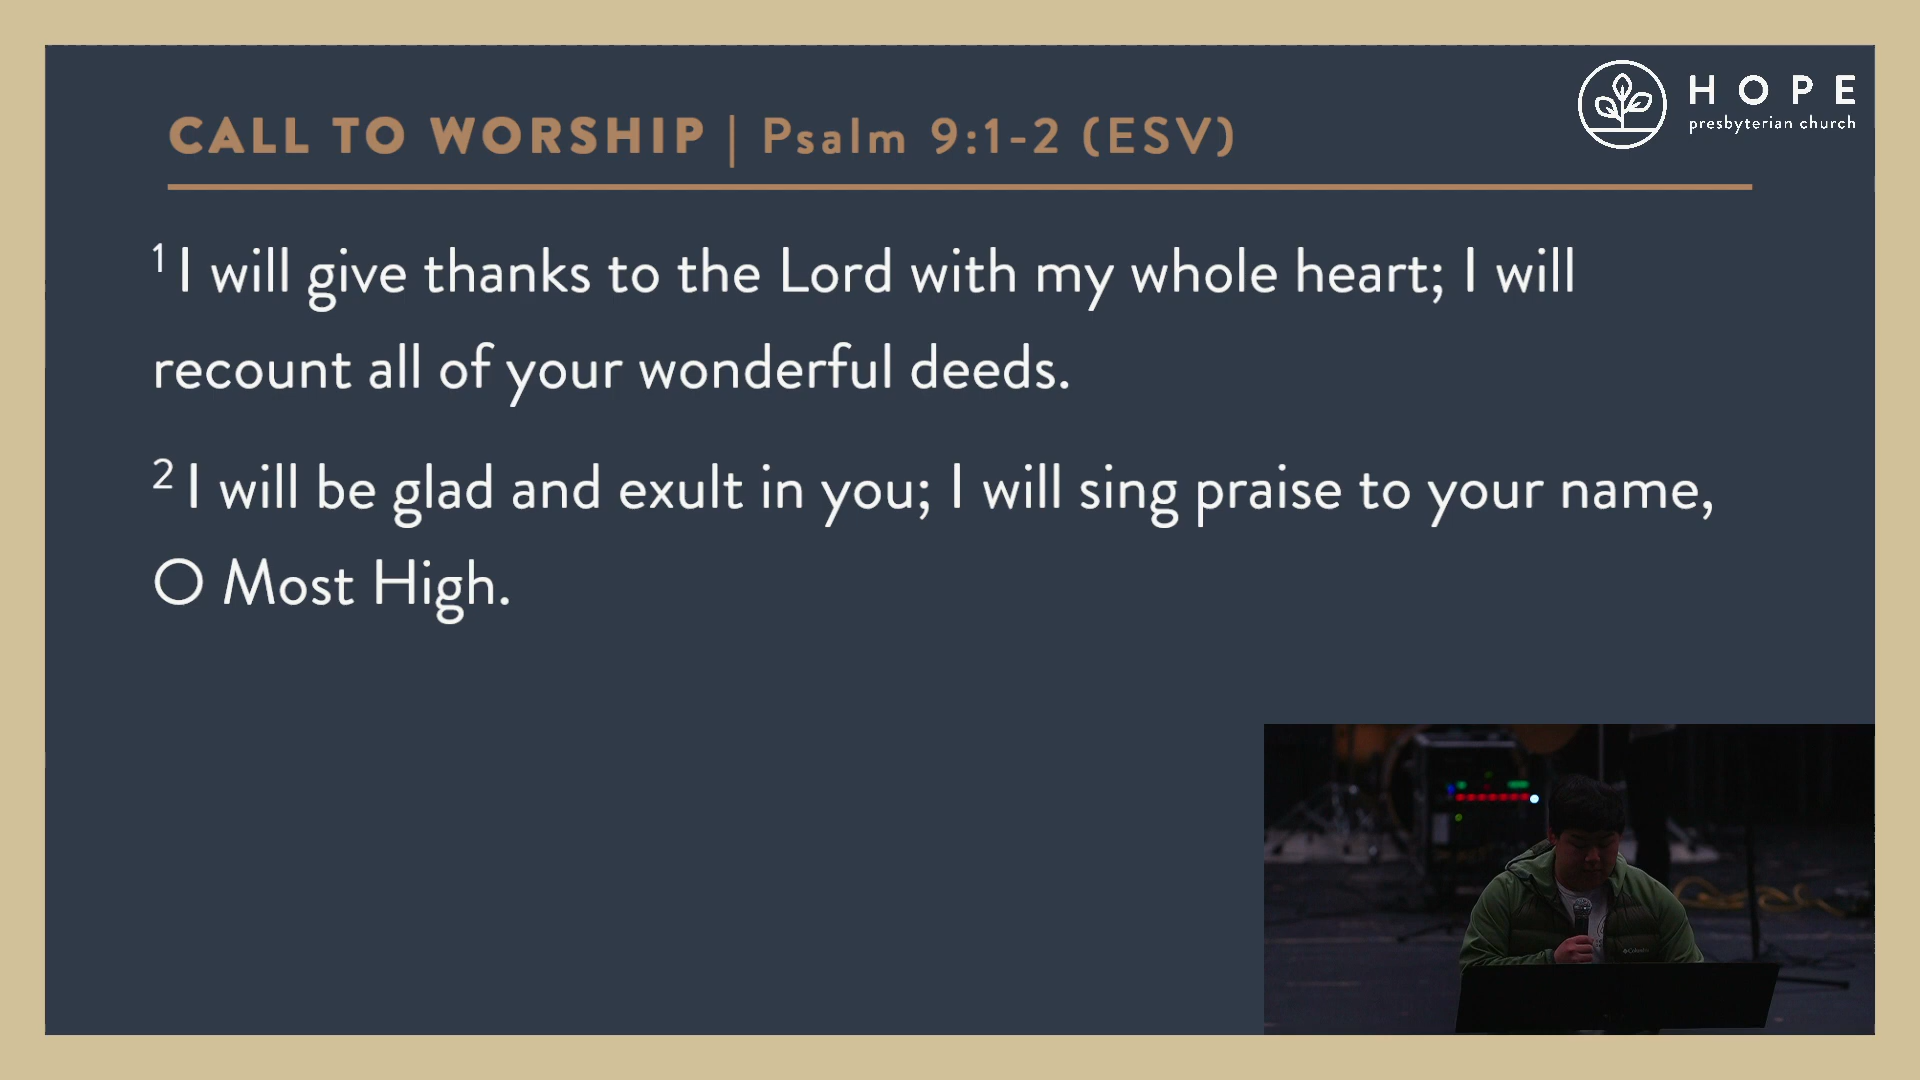 CALL TO WORSHIP | Psalm 9:1-2 (ESV)
HOPE
presbyterian church
1 I will give thanks to the Lord with my whole heart; I will
recount all of your wonderful deeds.
2 I will be glad and exult in you; I will sing praise to your name,
O Most High.
Columbia